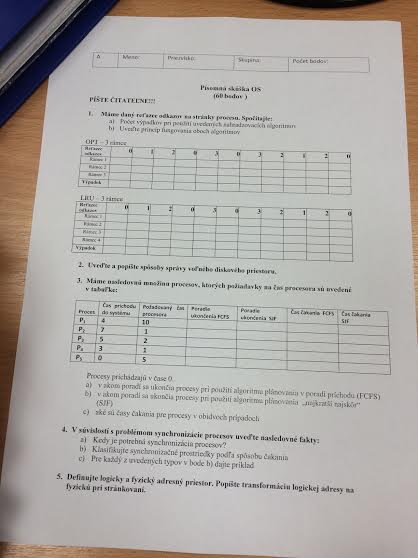 A Meno: Priezvisko: Skupina: Počet bodov:
Písomná skúška OS
(60 bodov )
PÍŠTE ČITATEĽNE!!!
1. Máme daný reťazec odkazov na stránky procesu. Spočítajte:
a) Počet výpadkov pri použití uvedených nahradzovacích algoritmov
b) Uveďte princíp fungovania oboch algoritmov
OPT – 3 rámce
Reťazec odkazov 0 1 2 0 3 0 3 2 1 2 0
Rámec 1
Rámec 2
Rámec 3
Výpadok
LRU – 3 rámce
Reťazec odkazov 0 1 2 0 3 0 3 2 1 2 0
Rámec 1
Rámec 2
Rámec 3
Rámec 4
Výpadok
2. Uveďte a popíšte spôsoby správy voľného diskového priestoru.
3. Máme nasledovná množina procesov, ktorých požiadavky na čas procesora sú uvedené
v tabuľke:
Proces Čas príchodu do systému Požadovaný čas procesora Poradie ukončenia FCFS Poradie ukončenia SJF Čas čakania FCFS Čas čakania SJF
P1 4 10
P2 7 1
P3 5 2
P4 3 1
P5 0 5
Procesy prichádzajú v čase 0.
a) v akom poradí sa ukončia procesy pri použití algoritmu plánovania v poradí príchodu (FCFS)
b) v akom poradí sa ukončia procesy pri použití algoritmu plánovania „najkratší najskôr"
(SJF)
c) aké sú časy čakania pre procesy v obidvoch prípadoch
4. V súvislosti s problémom synchronizácie procesov uveďte nasledovné fakty:
a) Kedy je potrebná synchronizácia procesov?
b) Klasifikujte synchronizačné prostriedky podľa spôsobu čakania
c) Pre každý z uvedených typov v bode b) dajte príklad
5. Definujte logický a fyzický adresný priestor. Popíšte transformáciu logickej adresy na
fyzickú pri stránkovaní.